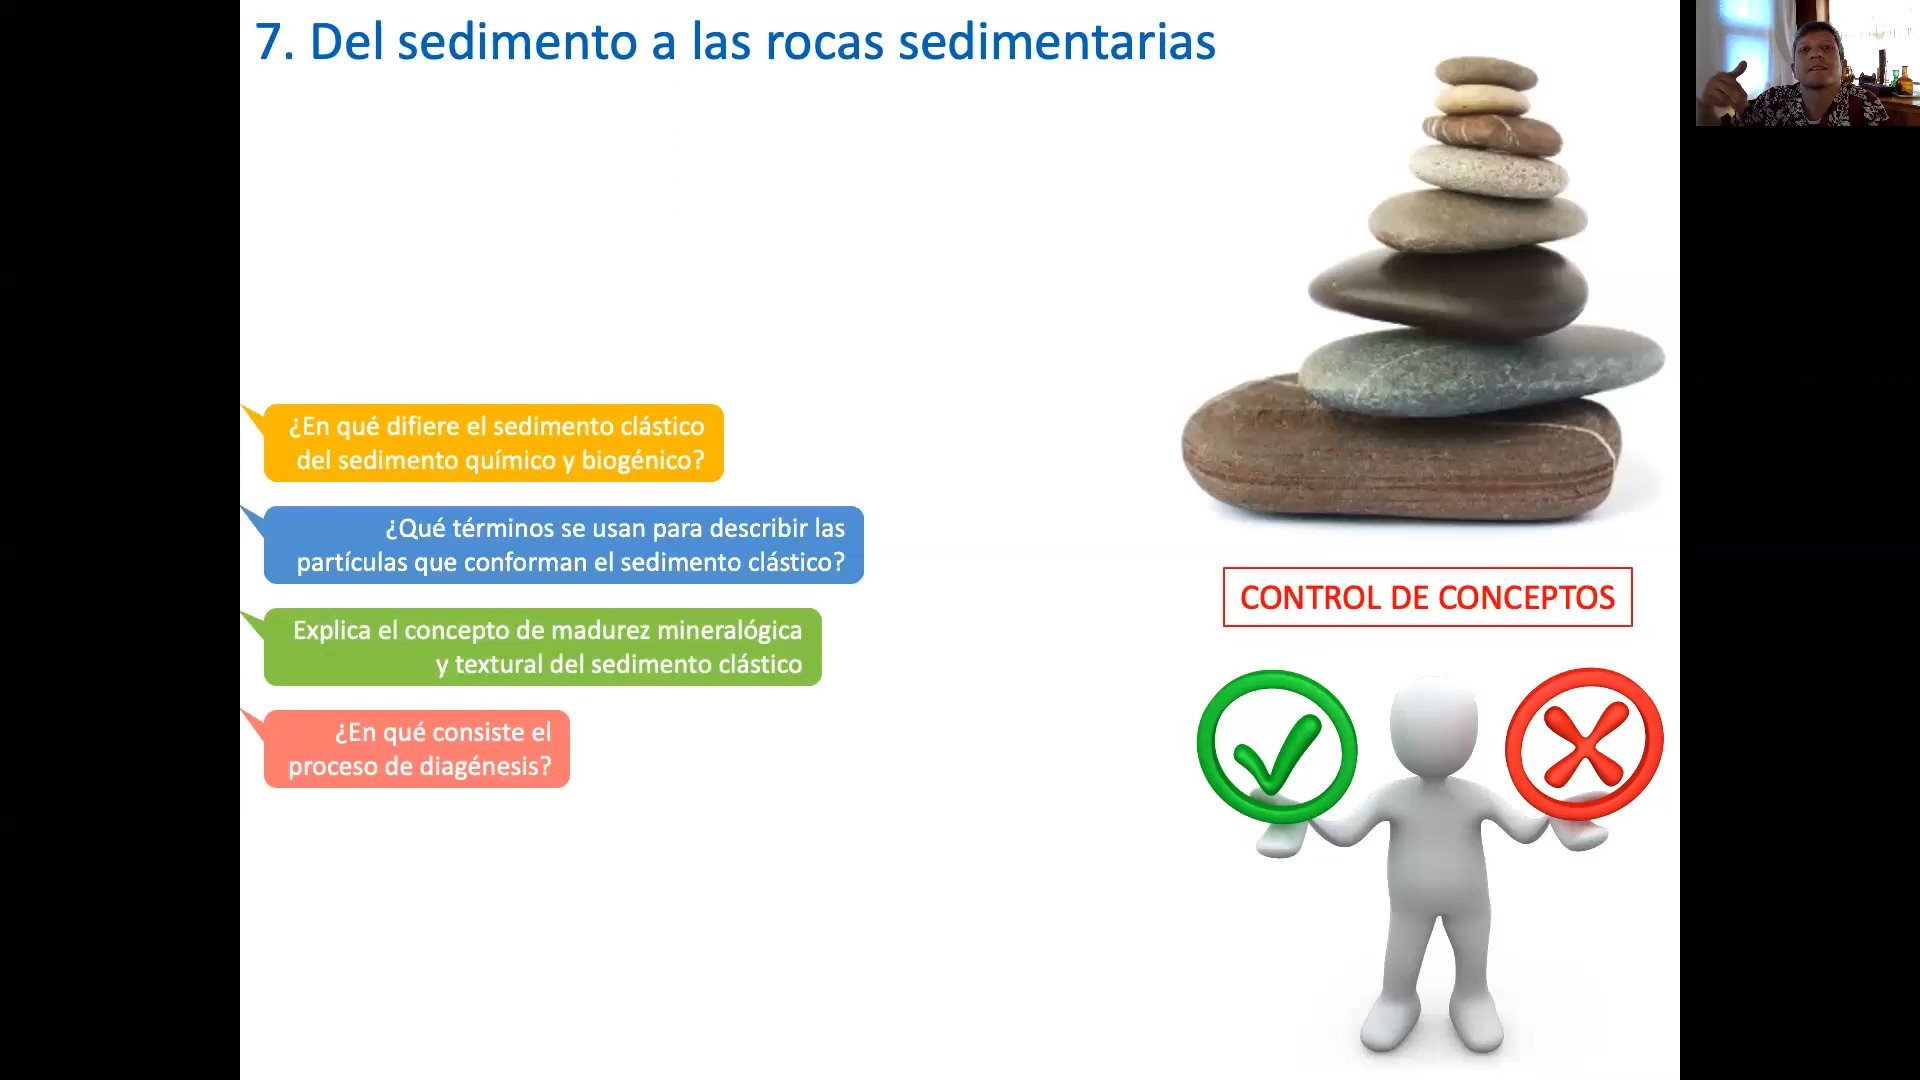 7. Del sedimento a las rocas sedimentarias
¿En qué difiere el sedimento clástico
del sedimento químico y biogénico?
¿Qué términos se usan para describir las
partículas que conforman el sedimento clástico?
Explica el concepto de madurez mineralógica
y textural del sedimento clástico
¿En qué consiste el
proceso de diagénesis?
CONTROL DE CONCEPTOS